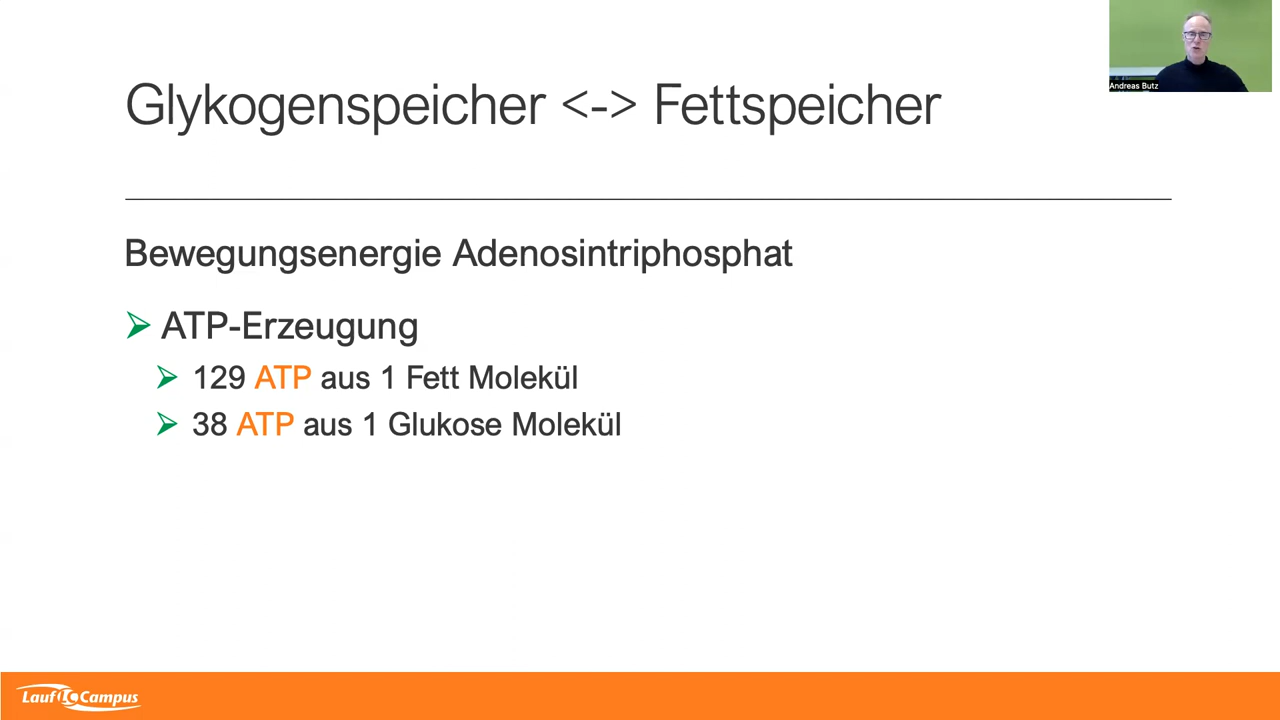 Andreas Butz
Glykogenspeicher <-> Fettspeicher
Bewegungsenergie Adenosintriphosphat
ATP-Erzeugung
129 ATP aus 1 Fett Molekül
38 ATP aus 1 Glukose Molekül
Lauf Campus